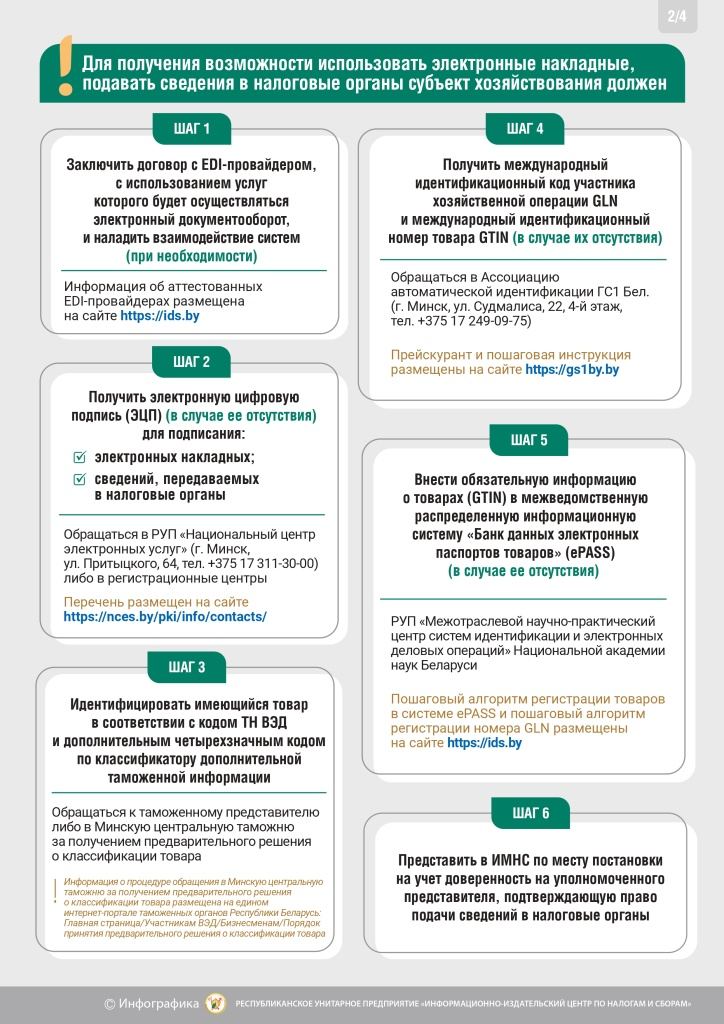 2/4
! Для получения возможности использовать электронные накладные,
подавать сведения в налоговые органы субъект хозяйствования должен
ШАГ 1
Заключить договор с EDI-провайдером,
с использованием услуг
которого будет осуществляться
электронный документооборот,
и наладить взаимодействие систем
(при необходимости)
Информация об аттестованных
EDI-провайдерах размещена
на сайте https://ids.by
ШАГ 2
Получить электронную цифровую
подпись (ЭЦП) (в случае ее отсутствия)
для подписания:
электронных накладных;
сведений, передаваемых
в налоговые органы
Обращаться в РУП «Национальный центр
электронных услуг» (г. Минск,
ул. Притыцкого, 64, тел. +375 17 311-30-00)
либо в регистрационные центры
Перечень размещен на сайте
https://nces.by/pki/info/contacts/
ШАГ 3
Идентифицировать имеющийся товар
в соответствии с кодом ТН ВЭД
и дополнительным четырехзначным кодом
по классификатору дополнительной
таможенной информации
Обращаться к таможенному представителю
либо в Минскую центральную таможню
за получением предварительного решения
о классификации товара
! Информация о процедуре обращения в Минскую центральную
таможню за получением предварительного решения
о классификации товара размещена на едином
интернет-портале таможенных органов Республики Беларусь:
Главная страница/Участникам ВЭД/Бизнесменам/Порядок
принятия предварительного решения о классификации товара
ШАГ 4
Получить международный
идентификационный код участника
хозяйственной операции GLN
и международный идентификационный
номер товара GTIN (в случае их отсутствия)
Обращаться в Ассоциацию
автоматической идентификации ГС1 Бел.
(г. Минск, ул. Судмалиса, 22, 4-й этаж,
тел. +375 17 249-09-75)
Прейскурант и пошаговая инструкция
размещены на сайте https://gs1by.by
ШАГ 5
Внести обязательную информацию
о товарах (GTIN) в межведомственную
распределенную информационную
систему «Банк данных электронных
паспортов товаров» (ePASS)
(в случае ее отсутствия)
РУП «Межотраслевой научно-практический
центр систем идентификации и электронных
деловых операций» Национальной академии
наук Беларуси
Пошаговый алгоритм регистрации товаров
в системе ePASS и пошаговый алгоритм
регистрации номера GLN размещены
на сайте https://ids.by
ШАГ 6
Представить в ИМНС по месту постановки
на учет доверенность на уполномоченного
представителя, подтверждающую право
подачи сведений в налоговые органы
© Инфографика РЕСПУБЛИКАНСКОЕ УНИТАРНОЕ ПРЕДПРИЯТИЕ «ИНФОРМАЦИОННО-ИЗДАТЕЛЬСКИЙ ЦЕНТР ПО НАЛОГАМ И СБОРАМ»